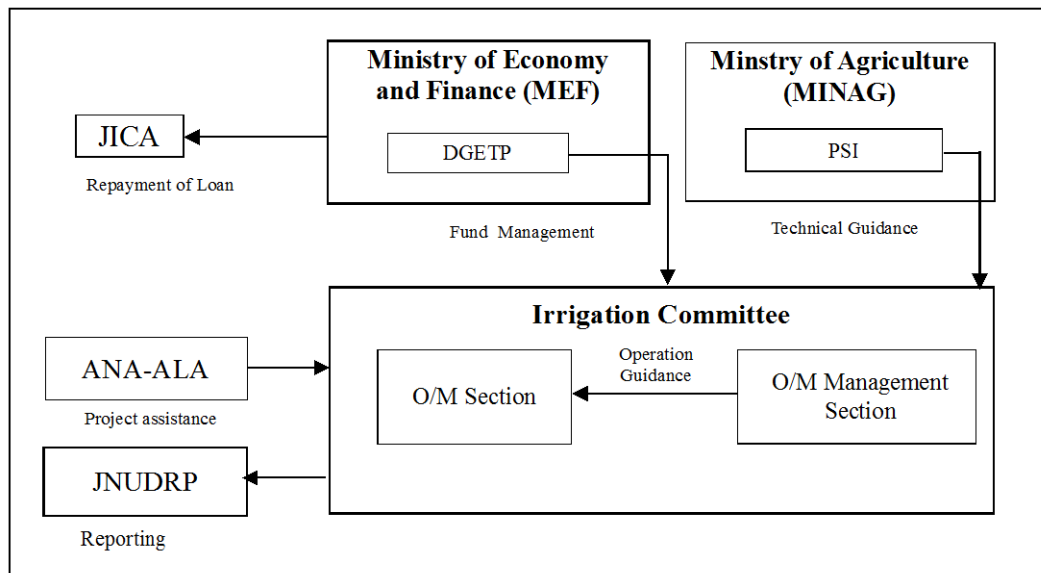 Ministry of Economy
and Finance (MEF)
DGETP
Minstry of Agriculture
(MINAG)
PSI
JICA
Repayment of Loan
Fund Management
Technical Guidance
Irrigation Committee
ANA-ALA
Project assistance
O/M Section
Operation
Guidance
O/M Management
Section
JNUDRP
Reporting